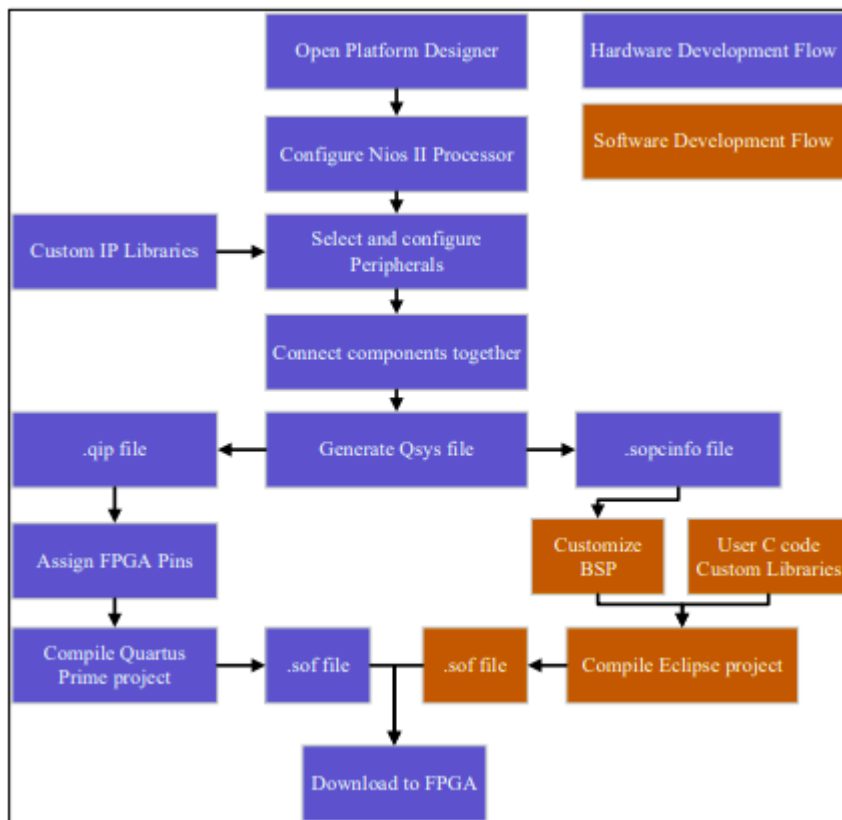 Open Platform Designer
Hardware Development Flow
Software Development Flow
Configure Nios II Processor
Custom IP Libraries
Select and configure
Peripherals
Connect components together
.qip file
Generate Qsys file
.sopcinfo file
Assign FPGA Pins
Customize
BSP
User C code
Custom Libraries
Compile Quartus
Prime project
.sof file
.sof file
Compile Eclipse project
Download to FPGA